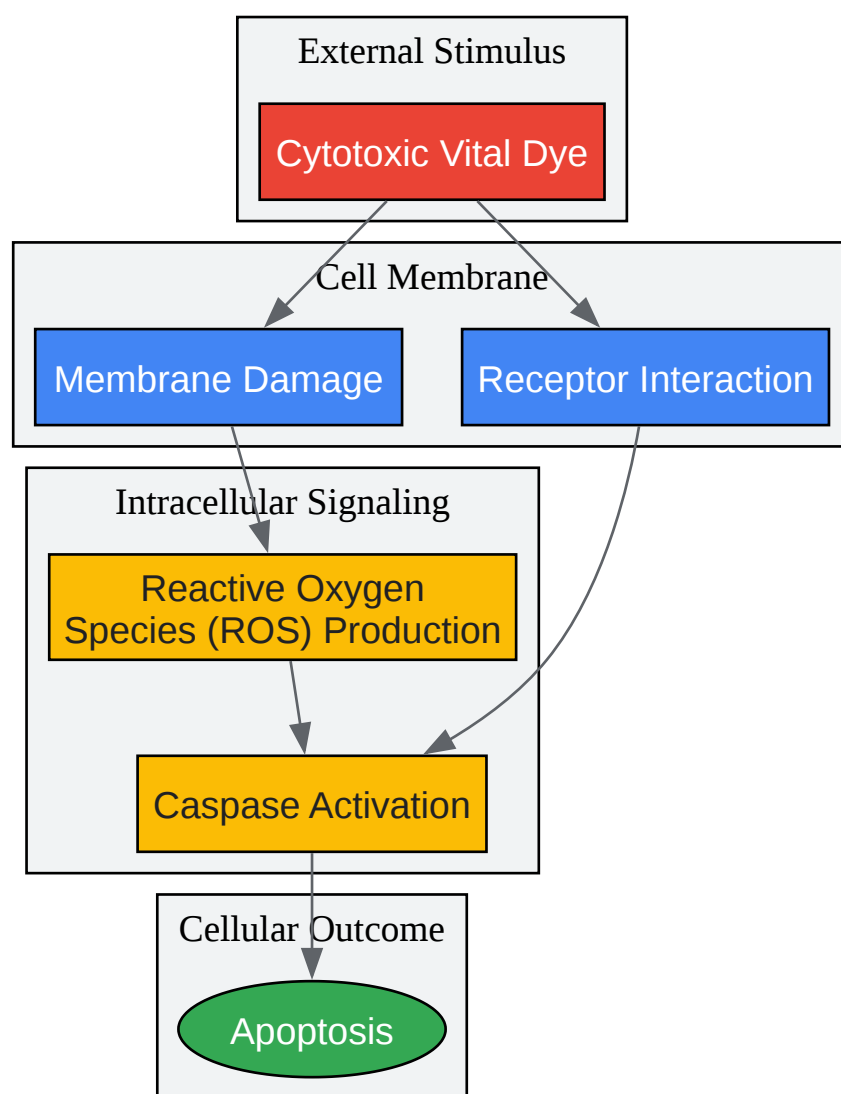 External Stimulus
Cytotoxic Vital Dye
Cell Membrane
Membrane Damage
Receptor Interaction
Intracellular Signaling
Reactive Oxygen
Species (ROS) Production
Caspase Activation
Cellular Outcome
Apoptosis